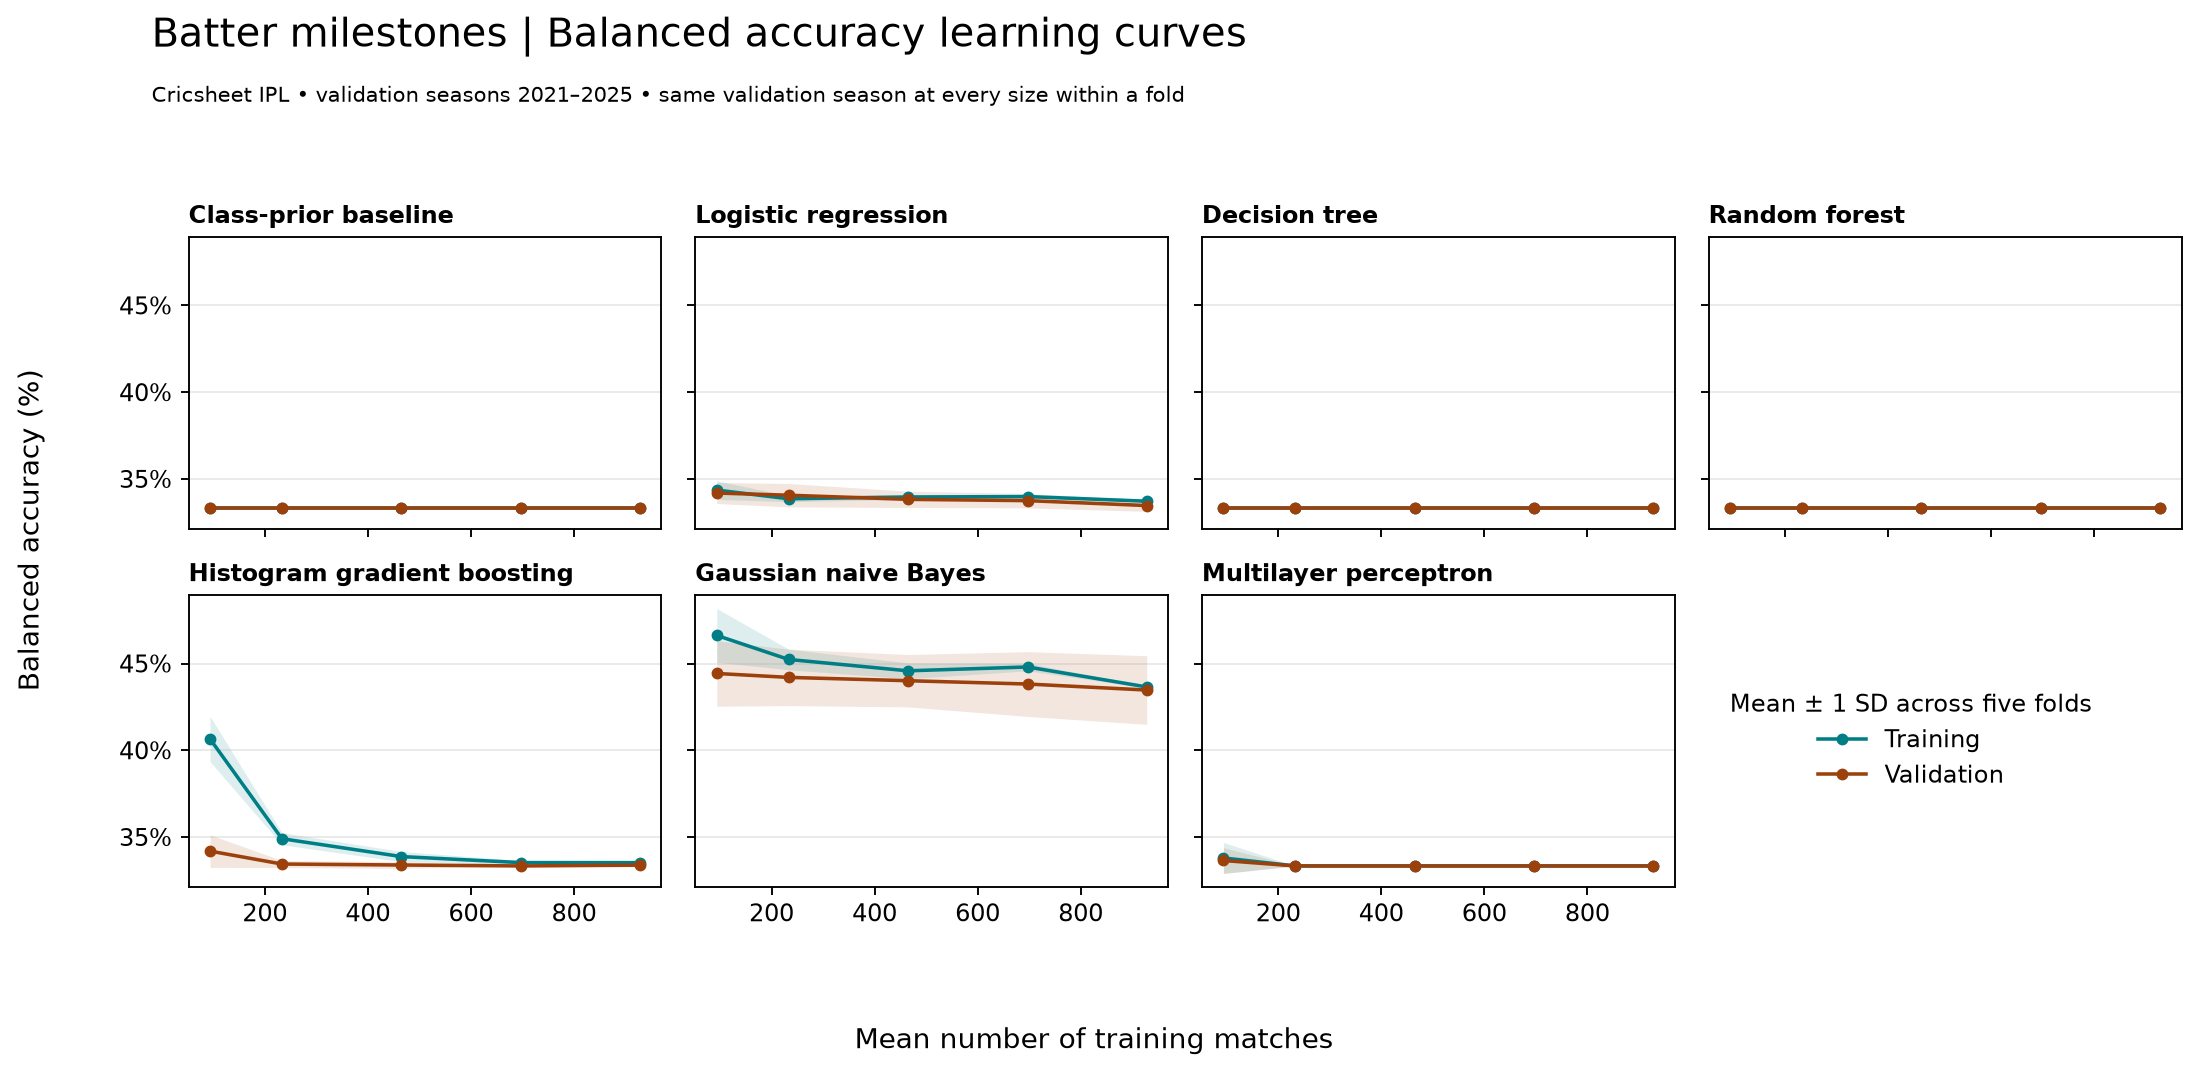 Batter milestones | Balanced accuracy learning curves
Cricsheet IPL • validation seasons 2021–2025 • same validation season at every size within a fold
Balanced accuracy (%)
Class-prior baseline
Logistic regression
Decision tree
Random forest
45%
40%
35%
Histogram gradient boosting
Gaussian naive Bayes
Multilayer perceptron
45%
40%
35%
200 400 600 800
200 400 600 800
200 400 600 800
Mean ± 1 SD across five folds
Training
Validation
Mean number of training matches